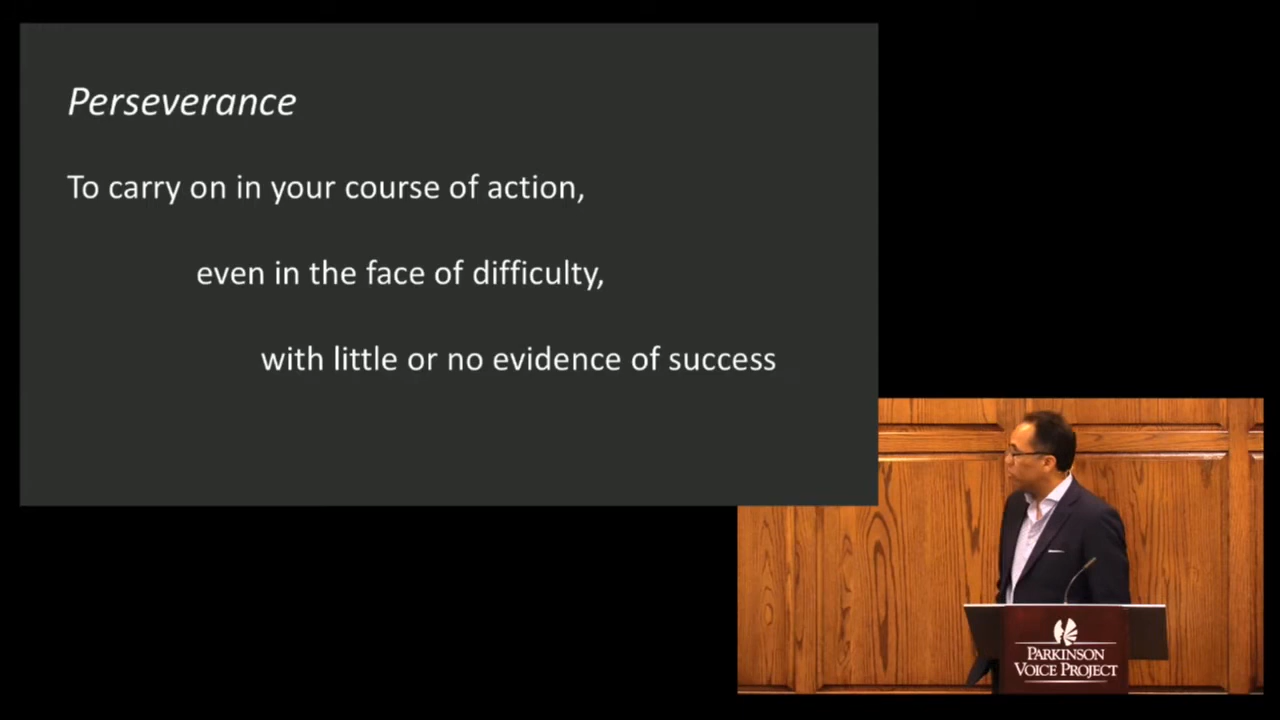 Perseverance
To carry on in your course of action,
even in the face of difficulty,
with little or no evidence of success
PARKINSON
VOICE PROJECT